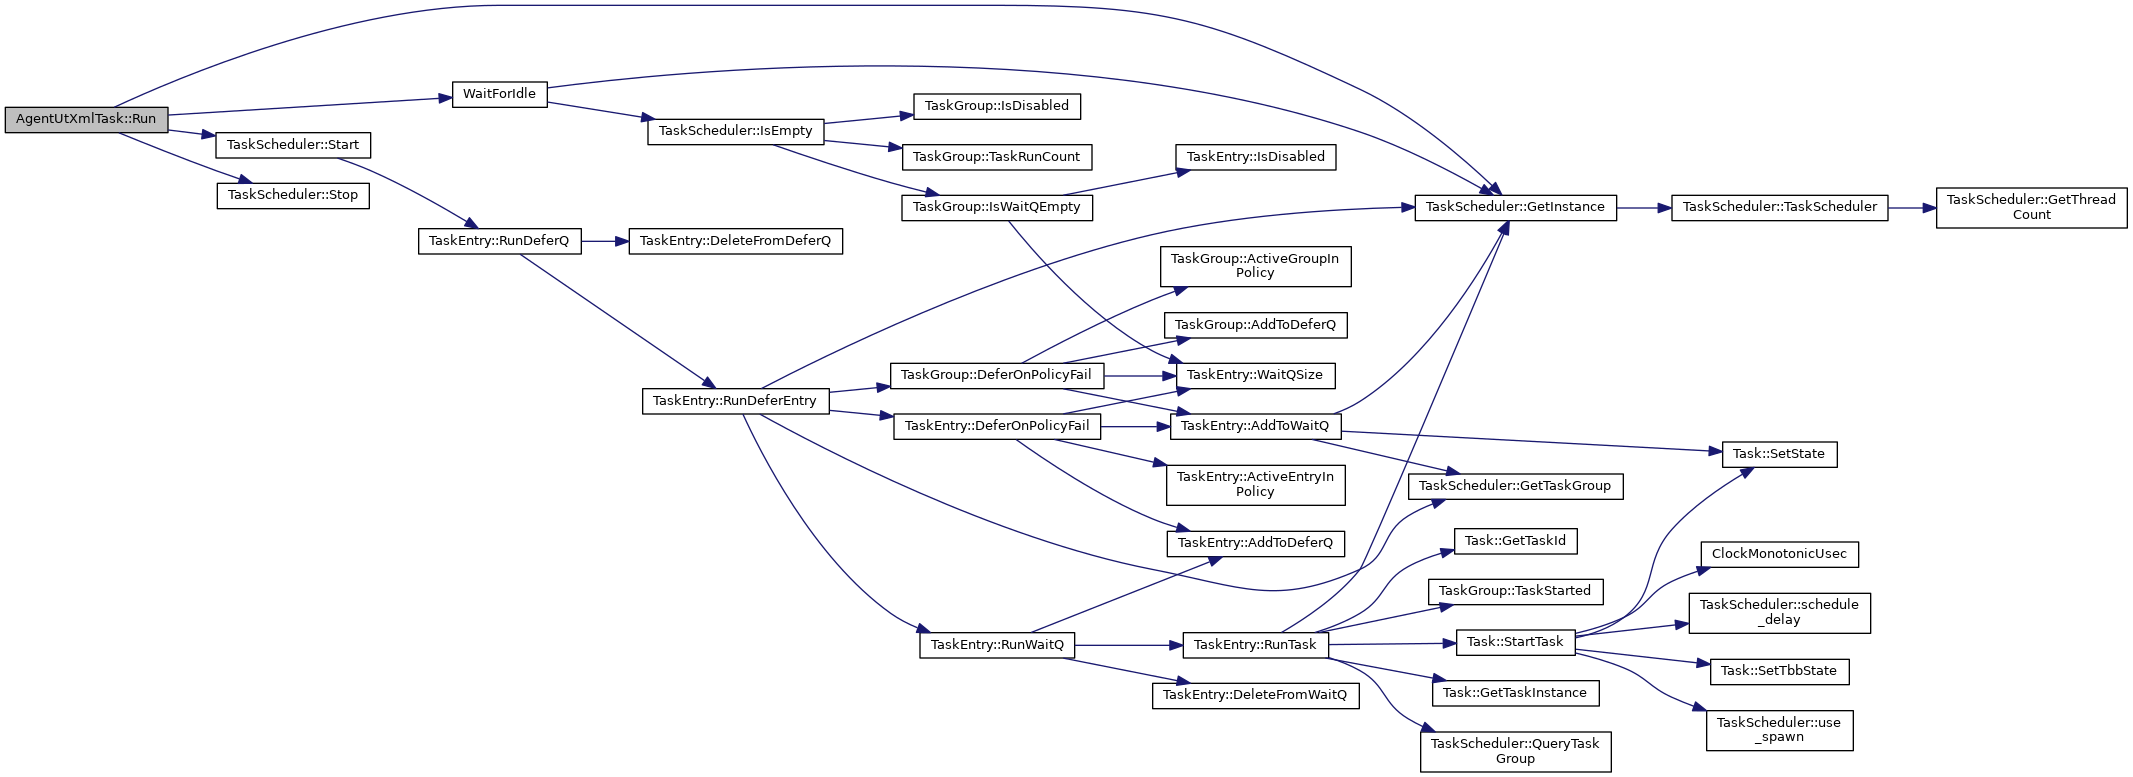 AgentUtXmlTask::Run
WaitForIdle
TaskScheduler::Start
TaskScheduler::Stop
TaskEntry::RunDeferQ
TaskScheduler::IsEmpty
TaskEntry::DeleteFromDeferQ
TaskEntry::RunDeferEntry
TaskGroup::IsDisabled
TaskGroup::TaskRunCount
TaskGroup::IsWaitQEmpty
TaskGroup::DeferOnPolicyFail
TaskEntry::DeferOnPolicyFail
TaskEntry::RunWaitQ
TaskEntry::IsDisabled
TaskGroup::ActiveGroupIn
Policy
TaskGroup::AddToDeferQ
TaskEntry::WaitQSize
TaskEntry::AddToWaitQ
TaskEntry::ActiveEntryIn
Policy
TaskEntry::AddToDeferQ
TaskEntry::RunTask
TaskEntry::DeleteFromWaitQ
TaskScheduler::GetInstance
TaskScheduler::GetTaskGroup
Task::GetTaskId
TaskGroup::TaskStarted
Task::StartTask
Task::GetTaskInstance
TaskScheduler::QueryTask
Group
TaskScheduler::TaskScheduler
Task::SetState
ClockMonotonicUsec
TaskScheduler::schedule
_delay
Task::SetTbbState
TaskScheduler::use
_spawn
TaskScheduler::GetThread
Count